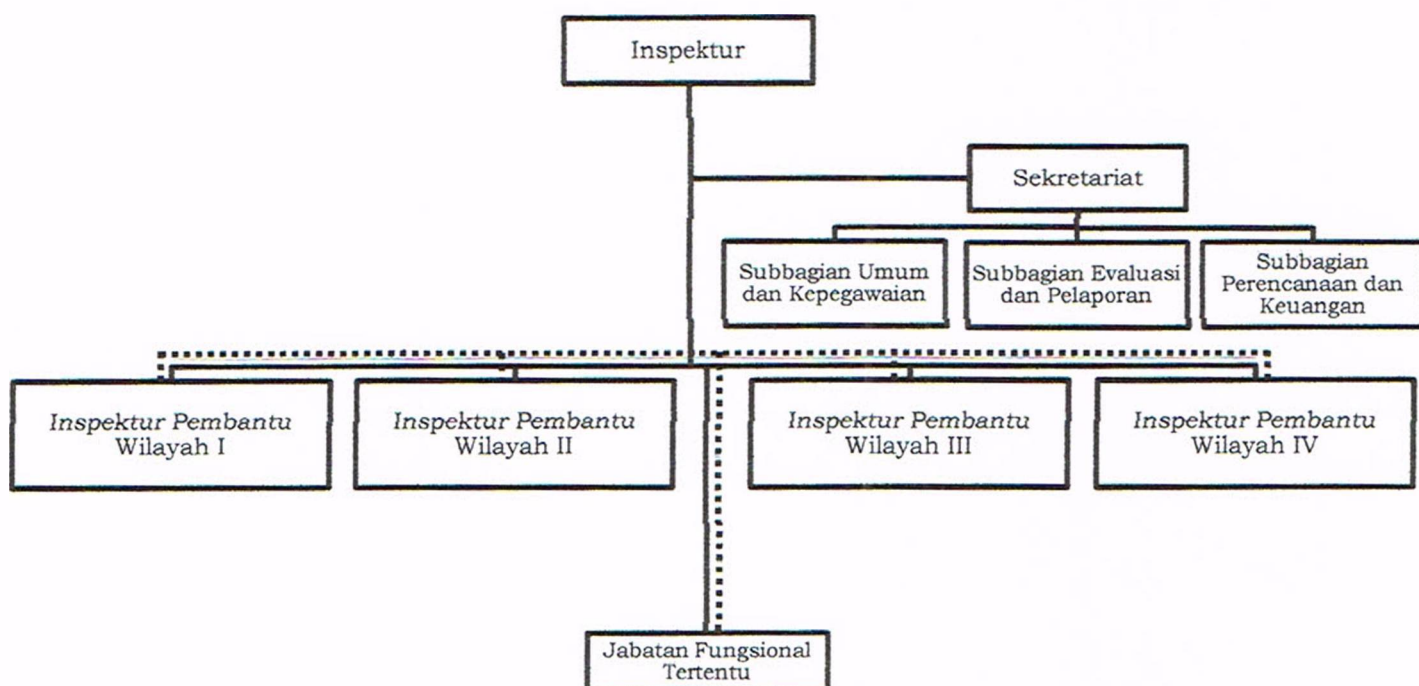 Inspektur
Sekretariat
Subbagian Umum
dan Kepegawaian
Subbagian Evaluasi
dan Pelaporan
Subbagian
Perencanaan dan
Keuangan
Inspektur Pembantu
Wilayah I
Inspektur Pembantu
Wilayah II
Inspektur Pembantu
Wilayah III
Inspektur Pembantu
Wilayah IV
Jabatan Fungsional
Tertentu